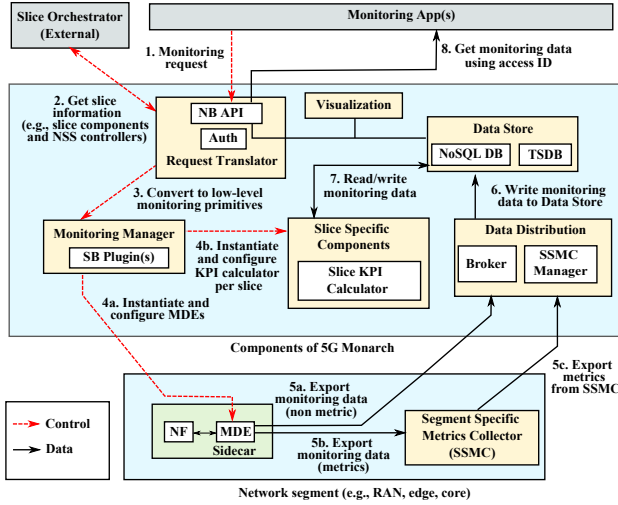 Slice Orchestrator
(External)
Monitoring App(s)
1. Monitoring
request
8. Get monitoring data
using access ID
2. Get slice
information
(e.g., slice components
and NSS controllers)
NB API
Auth
Request Translator
Visualization
Data Store
NoSQL DB
TSDB
3. Convert to low-level
monitoring primitives
7. Read/write
monitoring data
6. Write monitoring
data to Data Store
Monitoring Manager
SB Plugin(s)
4b. Instantiate
and configure
KPI calculator
per slice
Slice Specific
Components
Slice KPI
Calculator
Data Distribution
Broker
SSMC
Manager
4a. Instantiate and
configure MDEs
Components of 5G Monarch
5a. Export
monitoring data
(non metric)
5c. Export
metrics
from SSMC
NF
MDE
Sidecar
5b. Export
monitoring data
(metrics)
Segment Specific
Metrics Collector
(SSMC)
Control
Data
Network segment (e.g., RAN, edge, core)